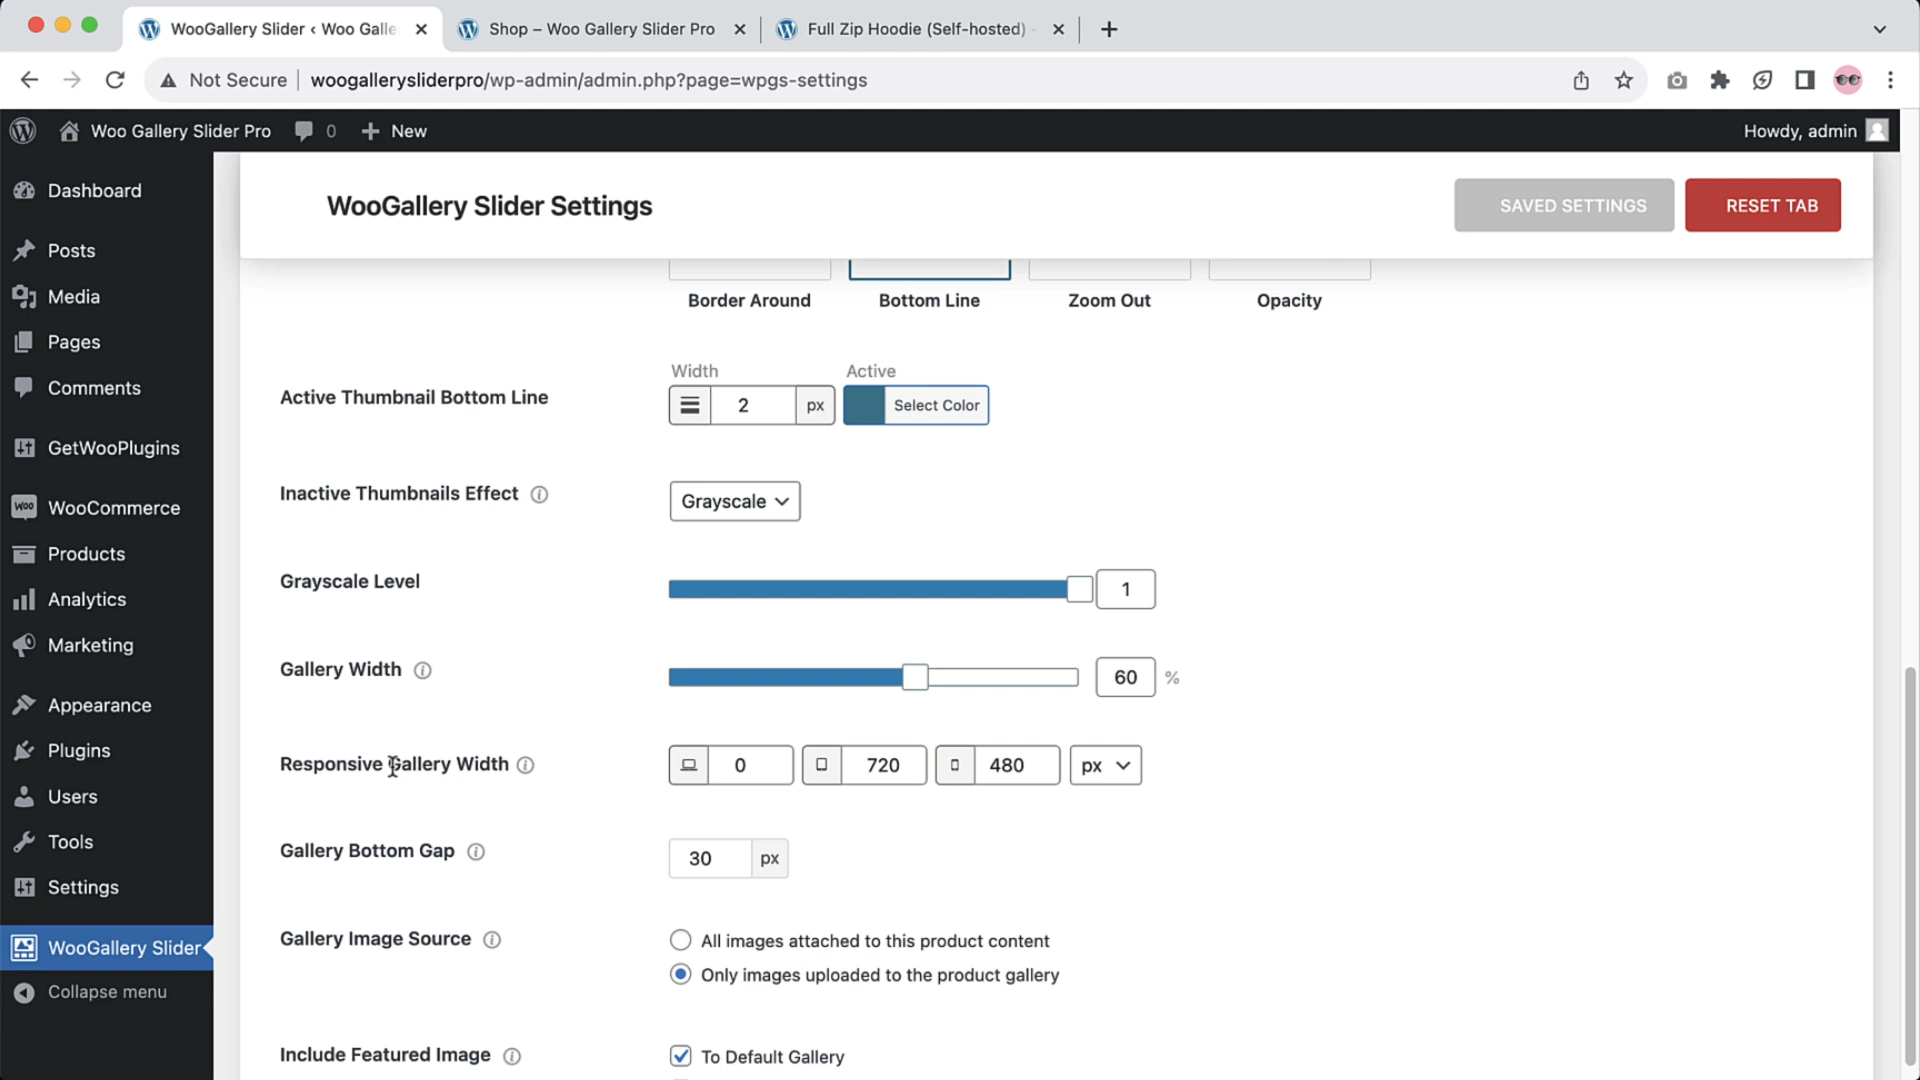 WooGallery Slider ‹ Woo Galle
Shop – Woo Gallery Slider Pro
Full Zip Hoodie (Self-hosted)
Not Secure
woogallerysliderpro/wp-admin/admin.php?page=wpgs-settings
Woo Gallery Slider Pro
0
New
Howdy, admin
Dashboard
Posts
Media
Pages
Comments
GetWooPlugins
WooCommerce
Products
Analytics
Marketing
Appearance
Plugins
Users
Tools
Settings
WooGallery Slider
Collapse menu
WooGallery Slider Settings
SAVED SETTINGS
RESET TAB
Border Around
Bottom Line
Zoom Out
Opacity
Active Thumbnail Bottom Line
Width
Active
2 px
Select Color
Inactive Thumbnails Effect
Grayscale
Grayscale Level
1
Gallery Width
60 %
Responsive Gallery Width
0
720
480
px
Gallery Bottom Gap
30 px
Gallery Image Source
All images attached to this product content
Only images uploaded to the product gallery
Include Featured Image
To Default Gallery